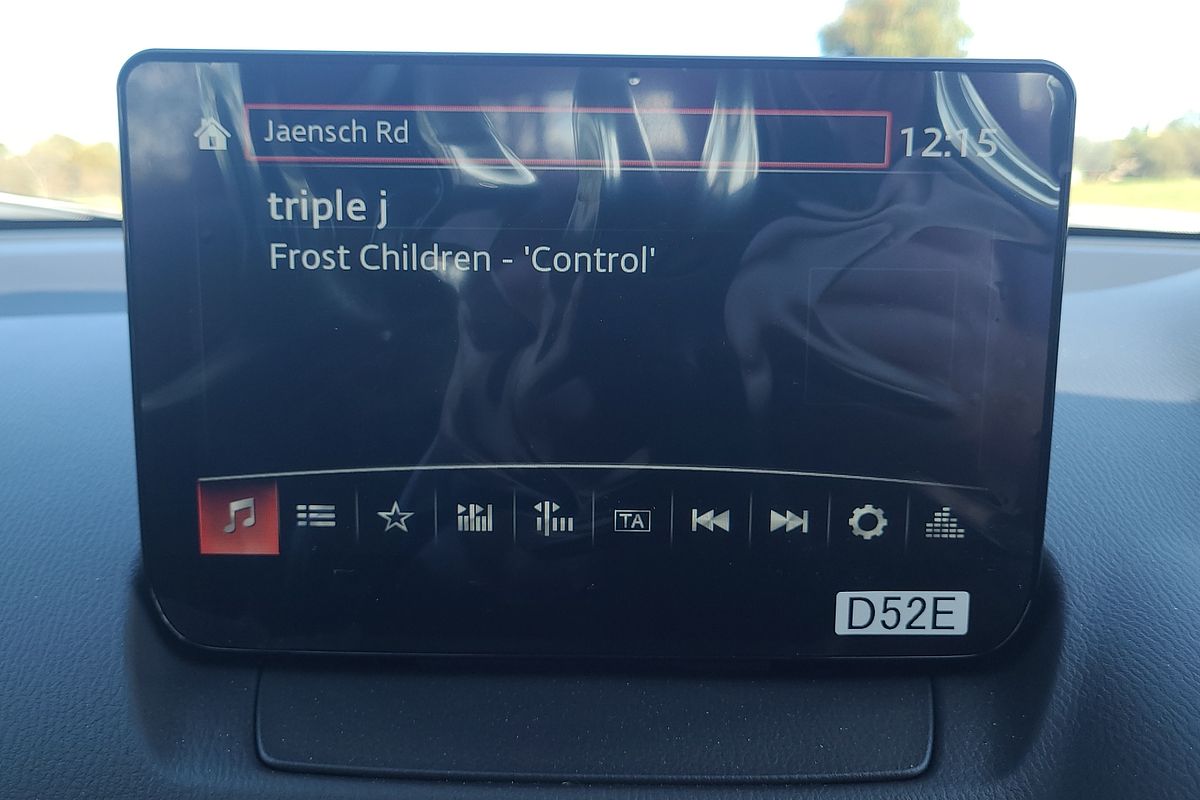 Jaensch Rd
12:15
triple j
Frost Children - 'Control'
TA
D52E